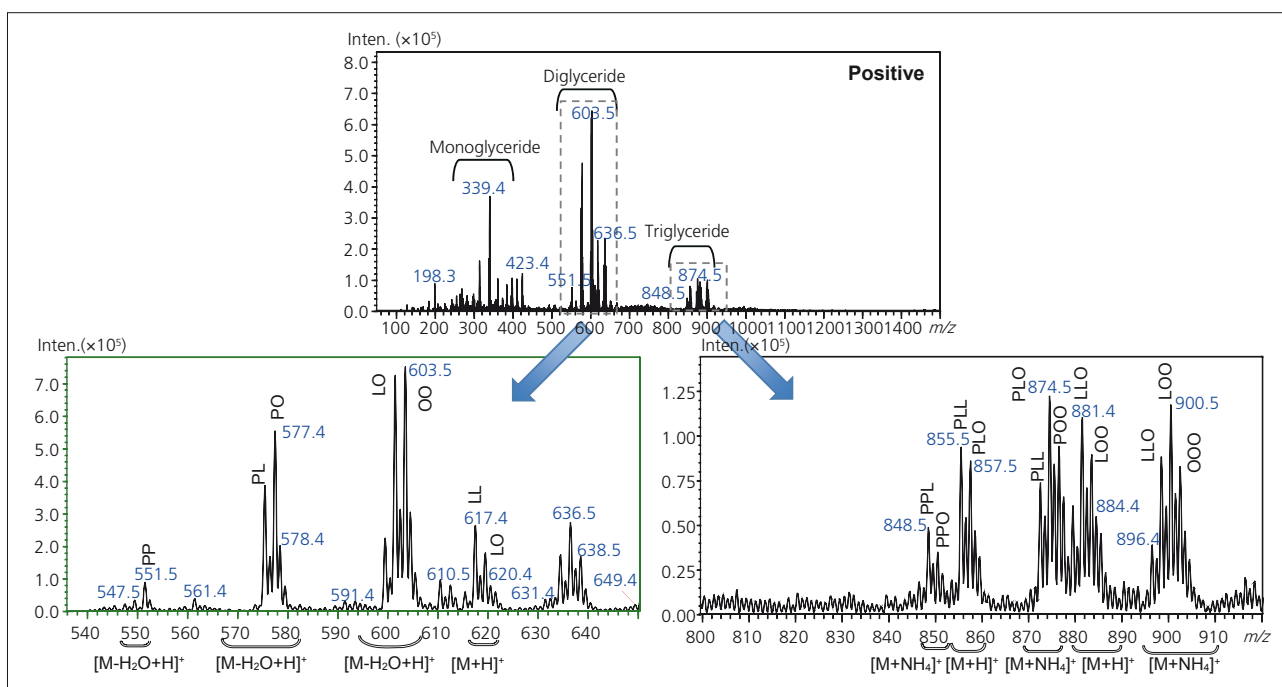 Inten. (×10⁵)
Positive
8.0
7.0
6.0
5.0
4.0
3.0
2.0
1.0
0.0
Monoglyceride
Diglyceride
Triglyceride
198.3
339.4
423.4
551.5
603.5
636.5
848.5
874.5
100 200 300 400 500 600 700 800 900 1000 1100 1200 1300 1400 m/z
Inten.(×10⁵)
7.0
6.0
5.0
4.0
3.0
2.0
1.0
0.0
547.5
PP
551.5
561.4
PL
PO
577.4
578.4
591.4
LO
603.5
OO
610.5
LL
617.4
LO
620.4
631.4
636.5
638.5
649.4
540 550 560 570 580 590 600 610 620 630 640
[M-H₂O+H]⁺ [M-H₂O+H]⁺ [M-H₂O+H]⁺ [M+H]⁺
Inten.(×10⁵)
1.25
1.00
0.75
0.50
0.25
0.00
848.5
PPL
PPO
855.5
PLL
PLO
857.5
PLL
PLO
874.5
POO
LLO
881.4
LOO
884.4
896.4
LLO
LOO
900.5
OOO
800 810 820 830 840 850 860 870 880 890 900 910 m/z
[M+NH₄]⁺ [M+H]⁺ [M+NH₄]⁺ [M+H]⁺ [M+NH₄]⁺